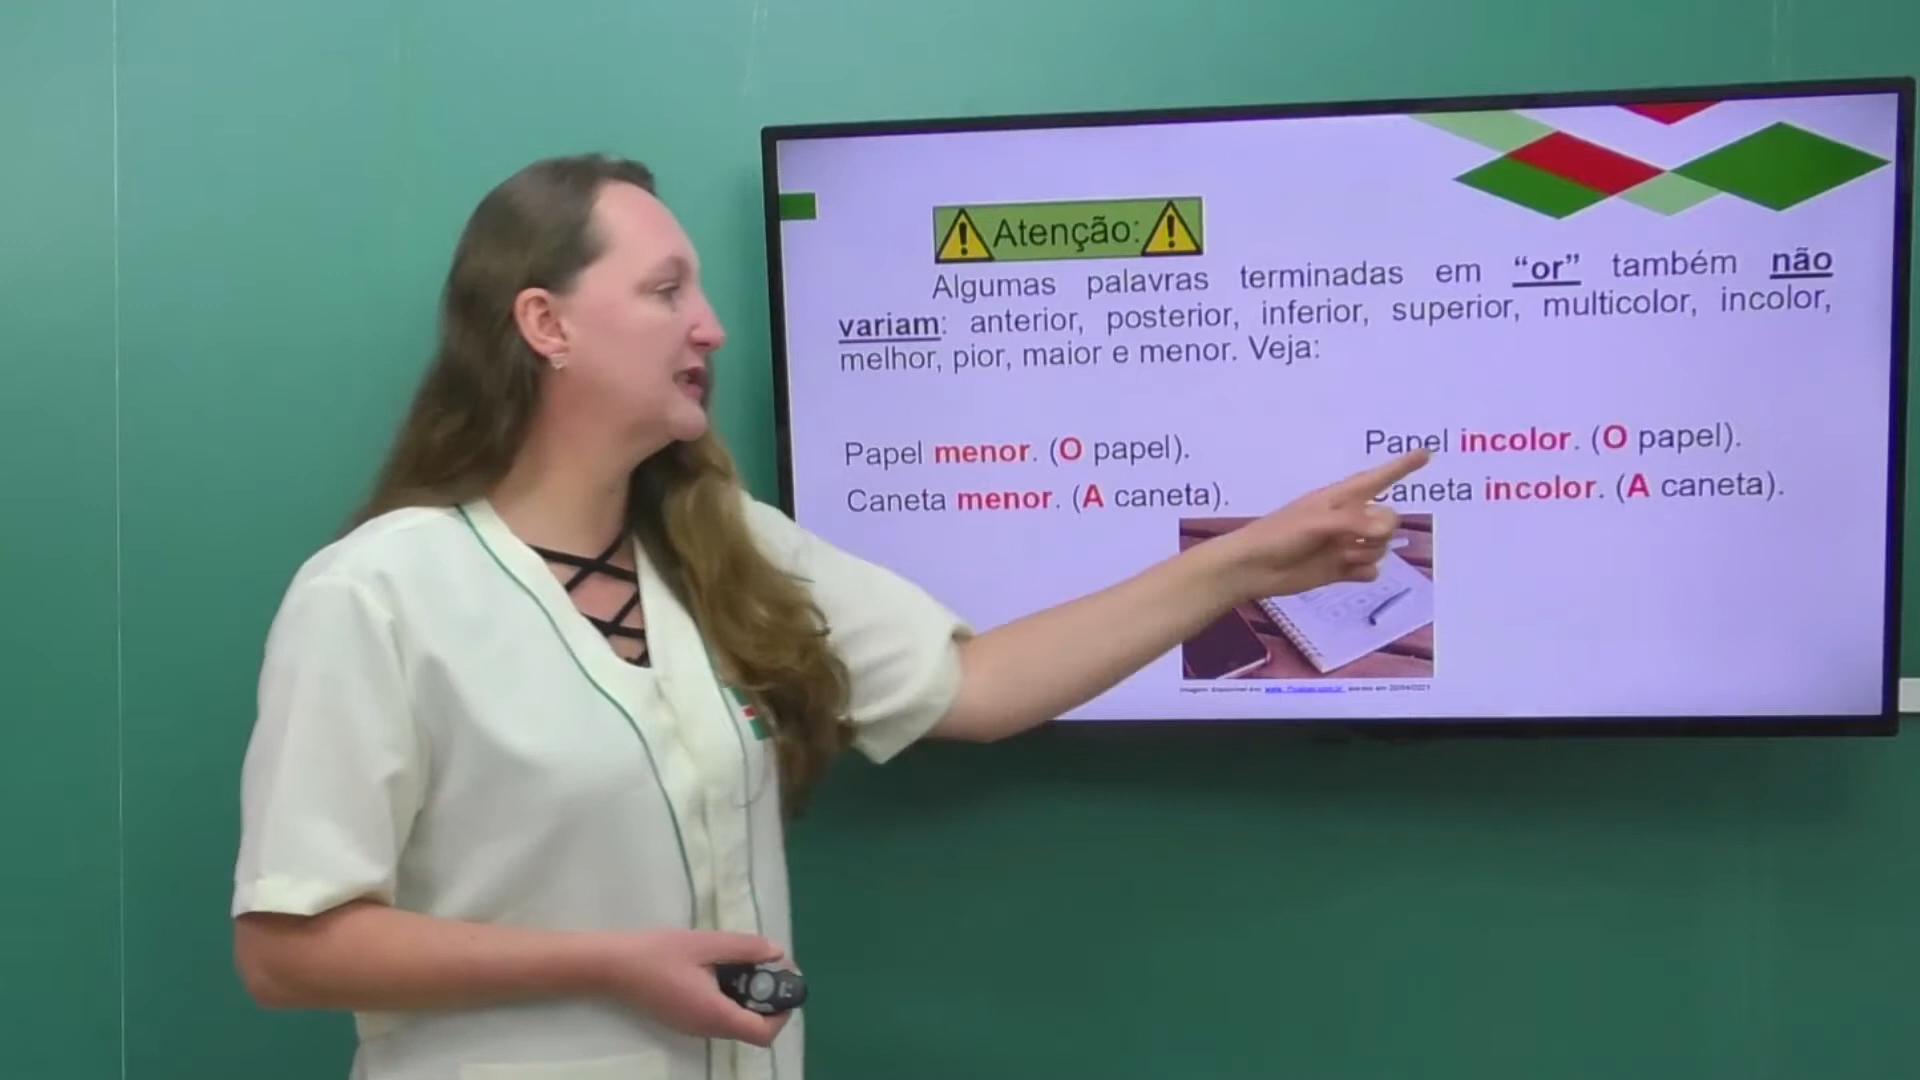 Atenção:
Algumas palavras terminadas em “or” também não
variam: anterior, posterior, inferior, superior, multicolor, incolor,
melhor, pior, maior e menor. Veja:
Papel menor. (O papel).
Caneta menor. (A caneta).
Papel incolor. (O papel).
Caneta incolor. (A caneta).